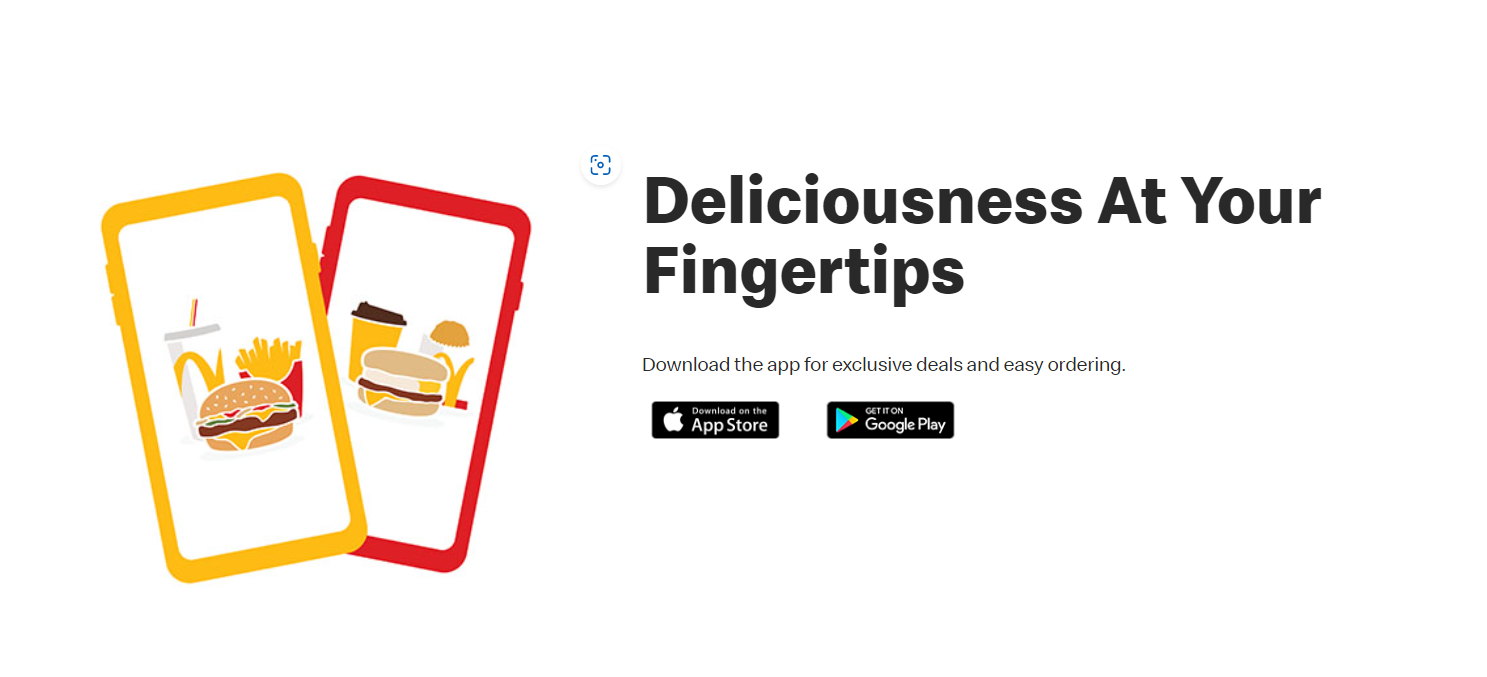 Deliciousness At Your
Fingertips
Download the app for exclusive deals and easy ordering.
Download on the
App Store
GET IT ON
Google Play